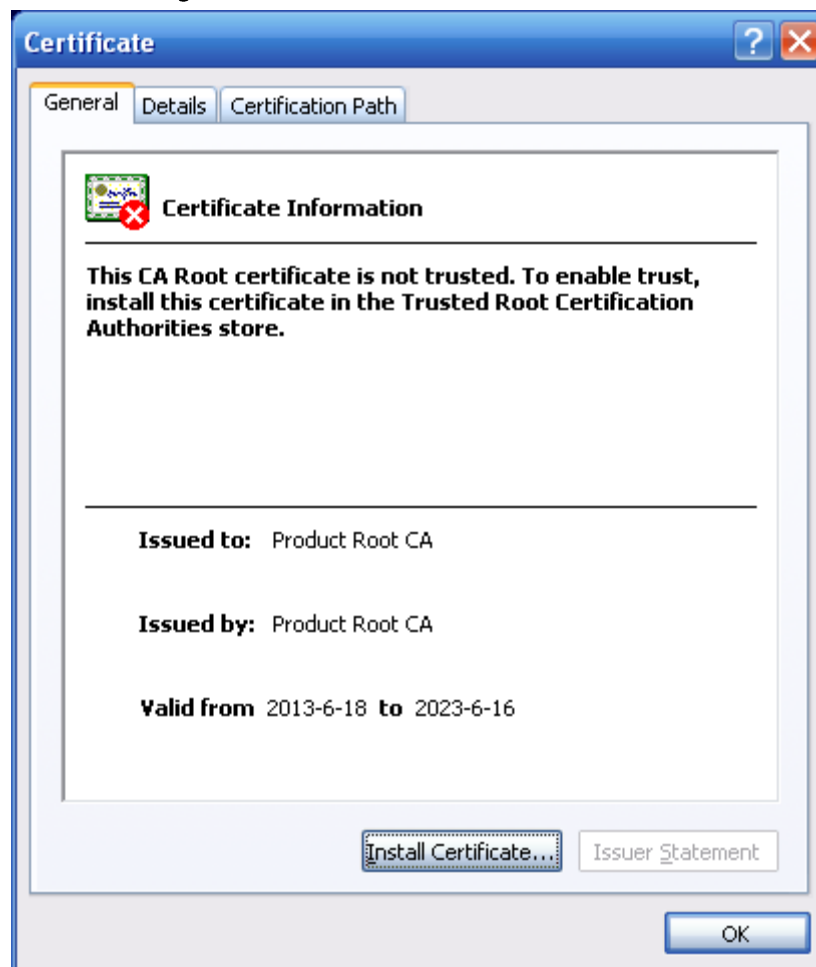 Certificate
General Details Certification Path
Certificate Information
This CA Root certificate is not trusted. To enable trust,
install this certificate in the Trusted Root Certification
Authorities store.
Issued to: Product Root CA
Issued by: Product Root CA
Valid from 2013-6-18 to 2023-6-16
Install Certificate... Issuer Statement
OK